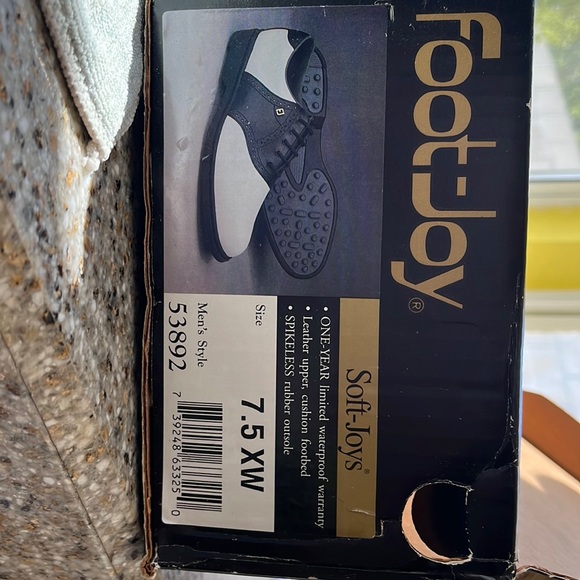 Foot-Joy®
Soft-Joys®
• ONE-YEAR limited waterproof warranty
• Leather upper, cushion footbed
• SPIKELESS rubber outsole
Size
7.5 XW
Men's Style
53892
7 39248 63325 0